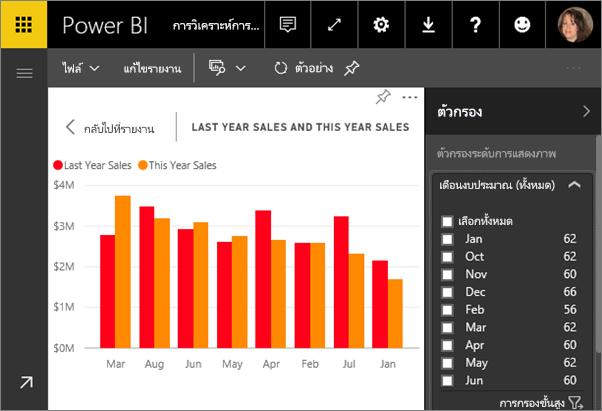 Power BI
การวิเคราะห์การ...
ไฟล์
แก้ไขรายงาน
ตัวอย่าง
กลับไปที่รายงาน
LAST YEAR SALES AND THIS YEAR SALES
Last Year Sales
This Year Sales
$4M
$3M
$2M
$1M
$0M
Mar Aug Jun May Apr Feb Jul Jan
ตัวกรอง
ตัวกรองระดับการแสดงภาพ
เดือนงบประมาณ (ทั้งหมด)
เลือกทั้งหมด
Jan 62
Oct 62
Nov 60
Dec 66
Feb 56
Mar 62
Apr 60
May 62
Jun 60
การกรองขั้นสูง